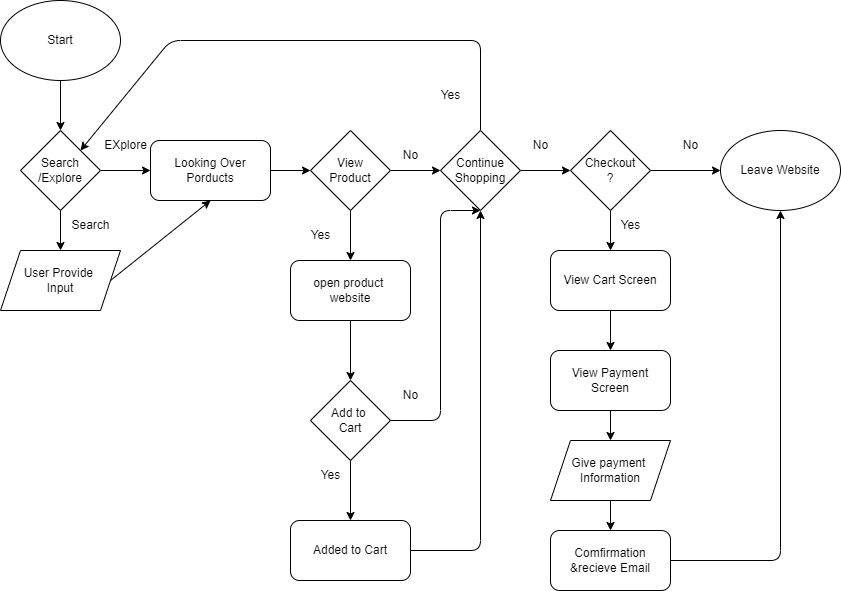 Start
Yes
Search
/Explore
EXplore
Looking Over
Porducts
View
Product
No
Continue
Shopping
No
Checkout
?
No
Leave Website
Search
User Provide
Input
Yes
open product
website
Yes
View Cart Screen
Add to
Cart
No
View Payment
Screen
Yes
Give payment
Information
Added to Cart
Comfirmation
&recieve Email